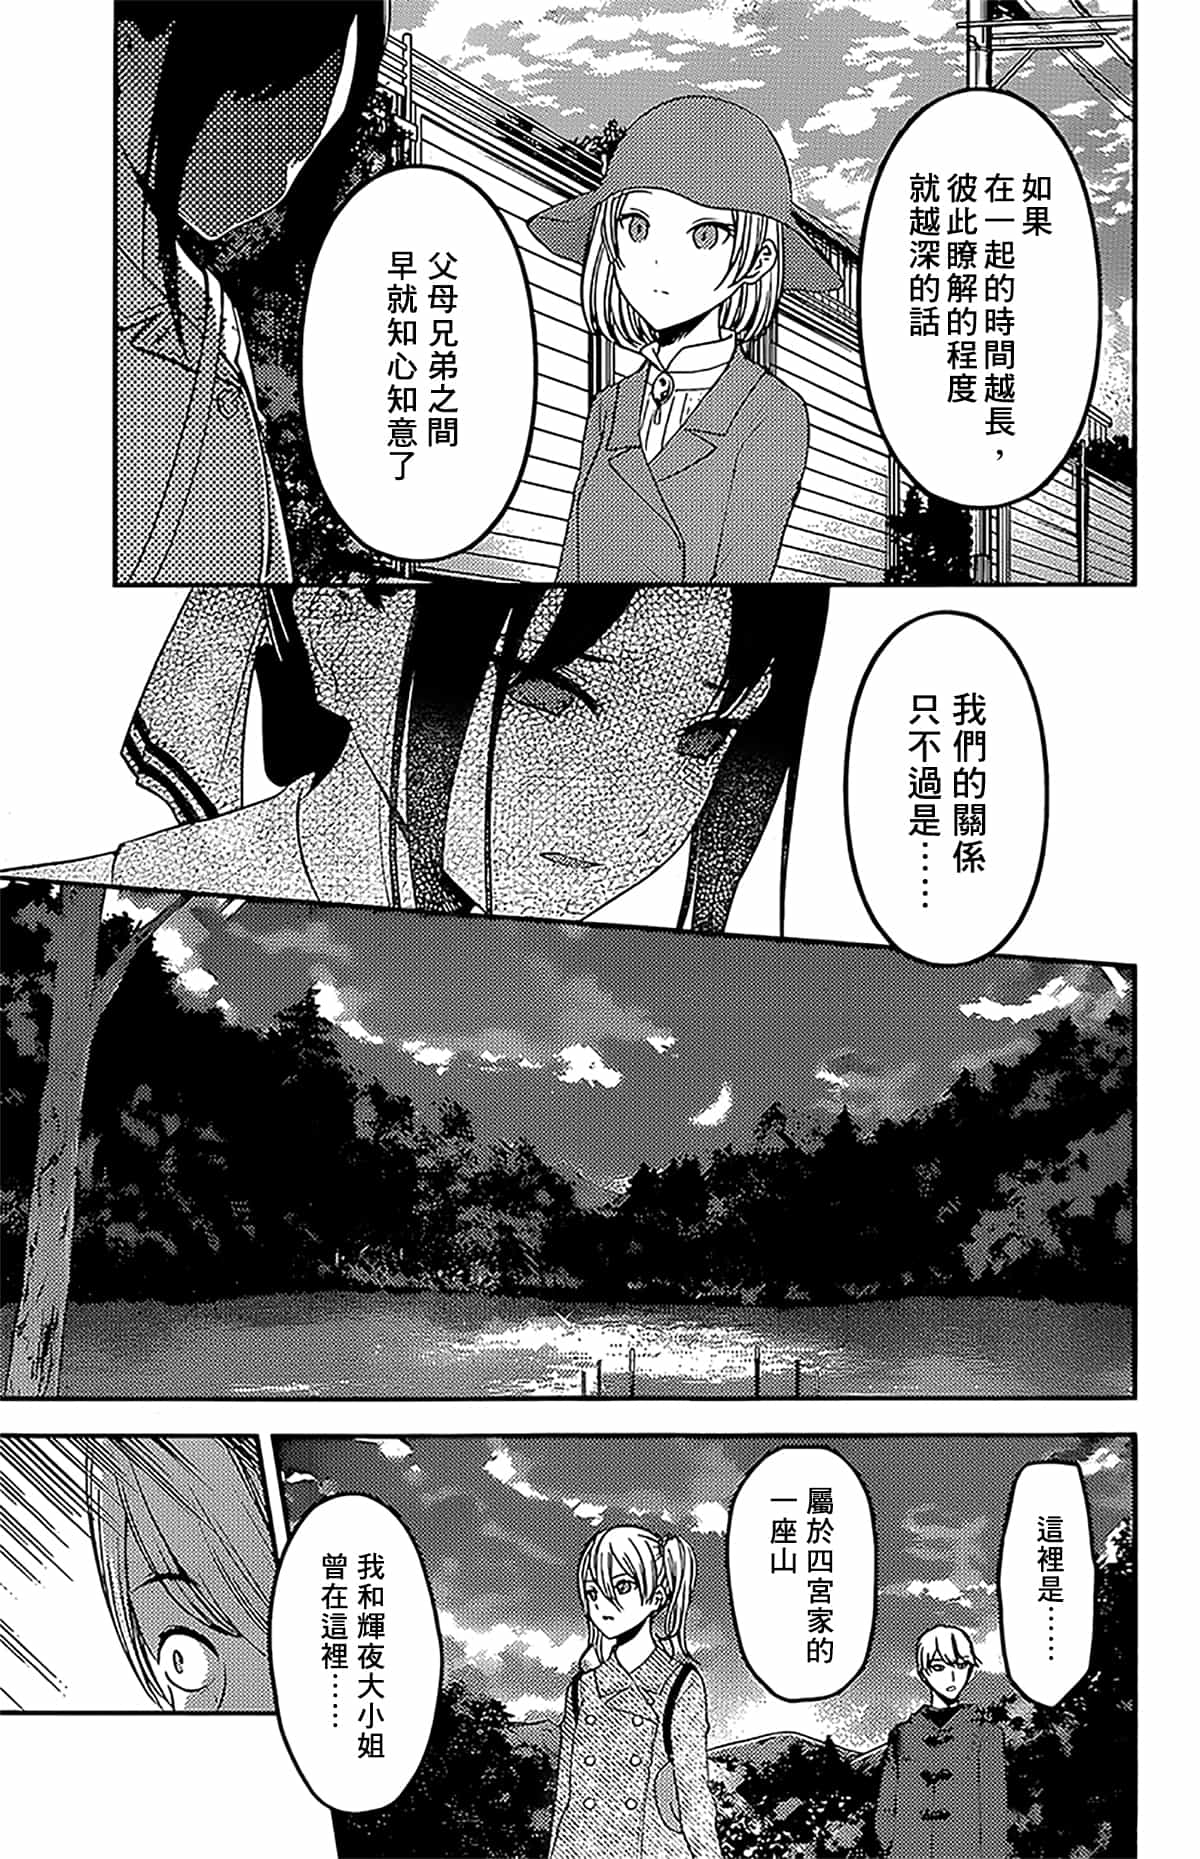 如果
在一起的時間越長，
彼此瞭解的程度
就越深的話
父母兄弟之間
早就知心知意了
我們的關係
只不過是……
這裡是……
屬於四宮家的
一座山
我和輝夜大小姐
曾在這裡……